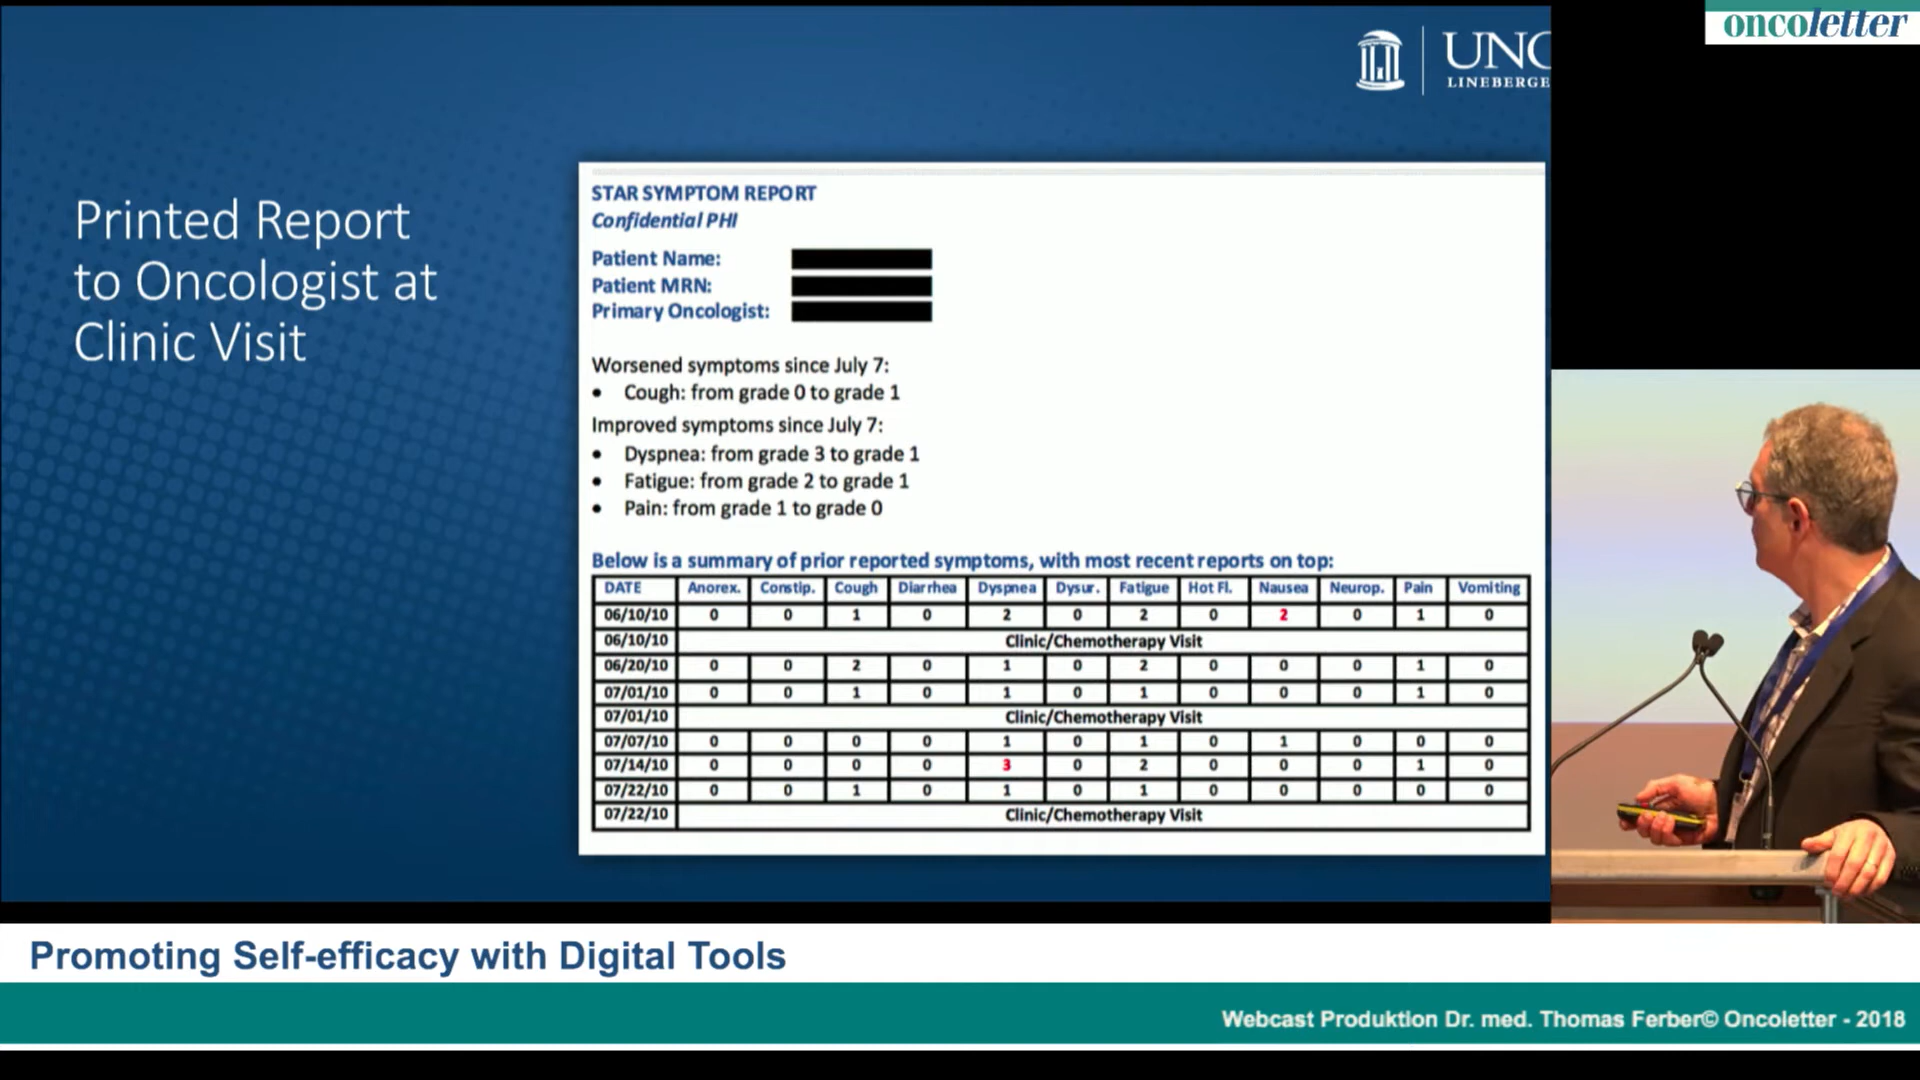 oncoletter
UNC
LINEBERGE
Printed Report
to Oncologist at
Clinic Visit
STAR SYMPTOM REPORT
Confidential PHI
Patient Name:
Patient MRN:
Primary Oncologist:
Worsened symptoms since July 7:
• Cough: from grade 0 to grade 1
Improved symptoms since July 7:
• Dyspnea: from grade 3 to grade 1
• Fatigue: from grade 2 to grade 1
• Pain: from grade 1 to grade 0
Below is a summary of prior reported symptoms, with most recent reports on top:
DATE Anorex. Constip. Cough Diarrhea Dyspnea Dysur. Fatigue Hot Fl. Nausea Neurop. Pain Vomiting
06/10/10 0 0 1 0 2 0 2 0 2 0 1 0
06/10/10 Clinic/Chemotherapy Visit
06/20/10 0 0 2 0 1 0 2 0 0 0 1 0
07/01/10 0 0 1 0 1 0 1 0 0 0 1 0
07/01/10 Clinic/Chemotherapy Visit
07/07/10 0 0 0 0 1 0 1 0 1 0 0 0
07/14/10 0 0 0 0 3 0 2 0 0 0 1 0
07/22/10 0 0 1 0 1 0 1 0 0 0 0 0
07/22/10 Clinic/Chemotherapy Visit
Promoting Self-efficacy with Digital Tools
Webcast Produktion Dr. med. Thomas Ferber© Oncoletter - 2018